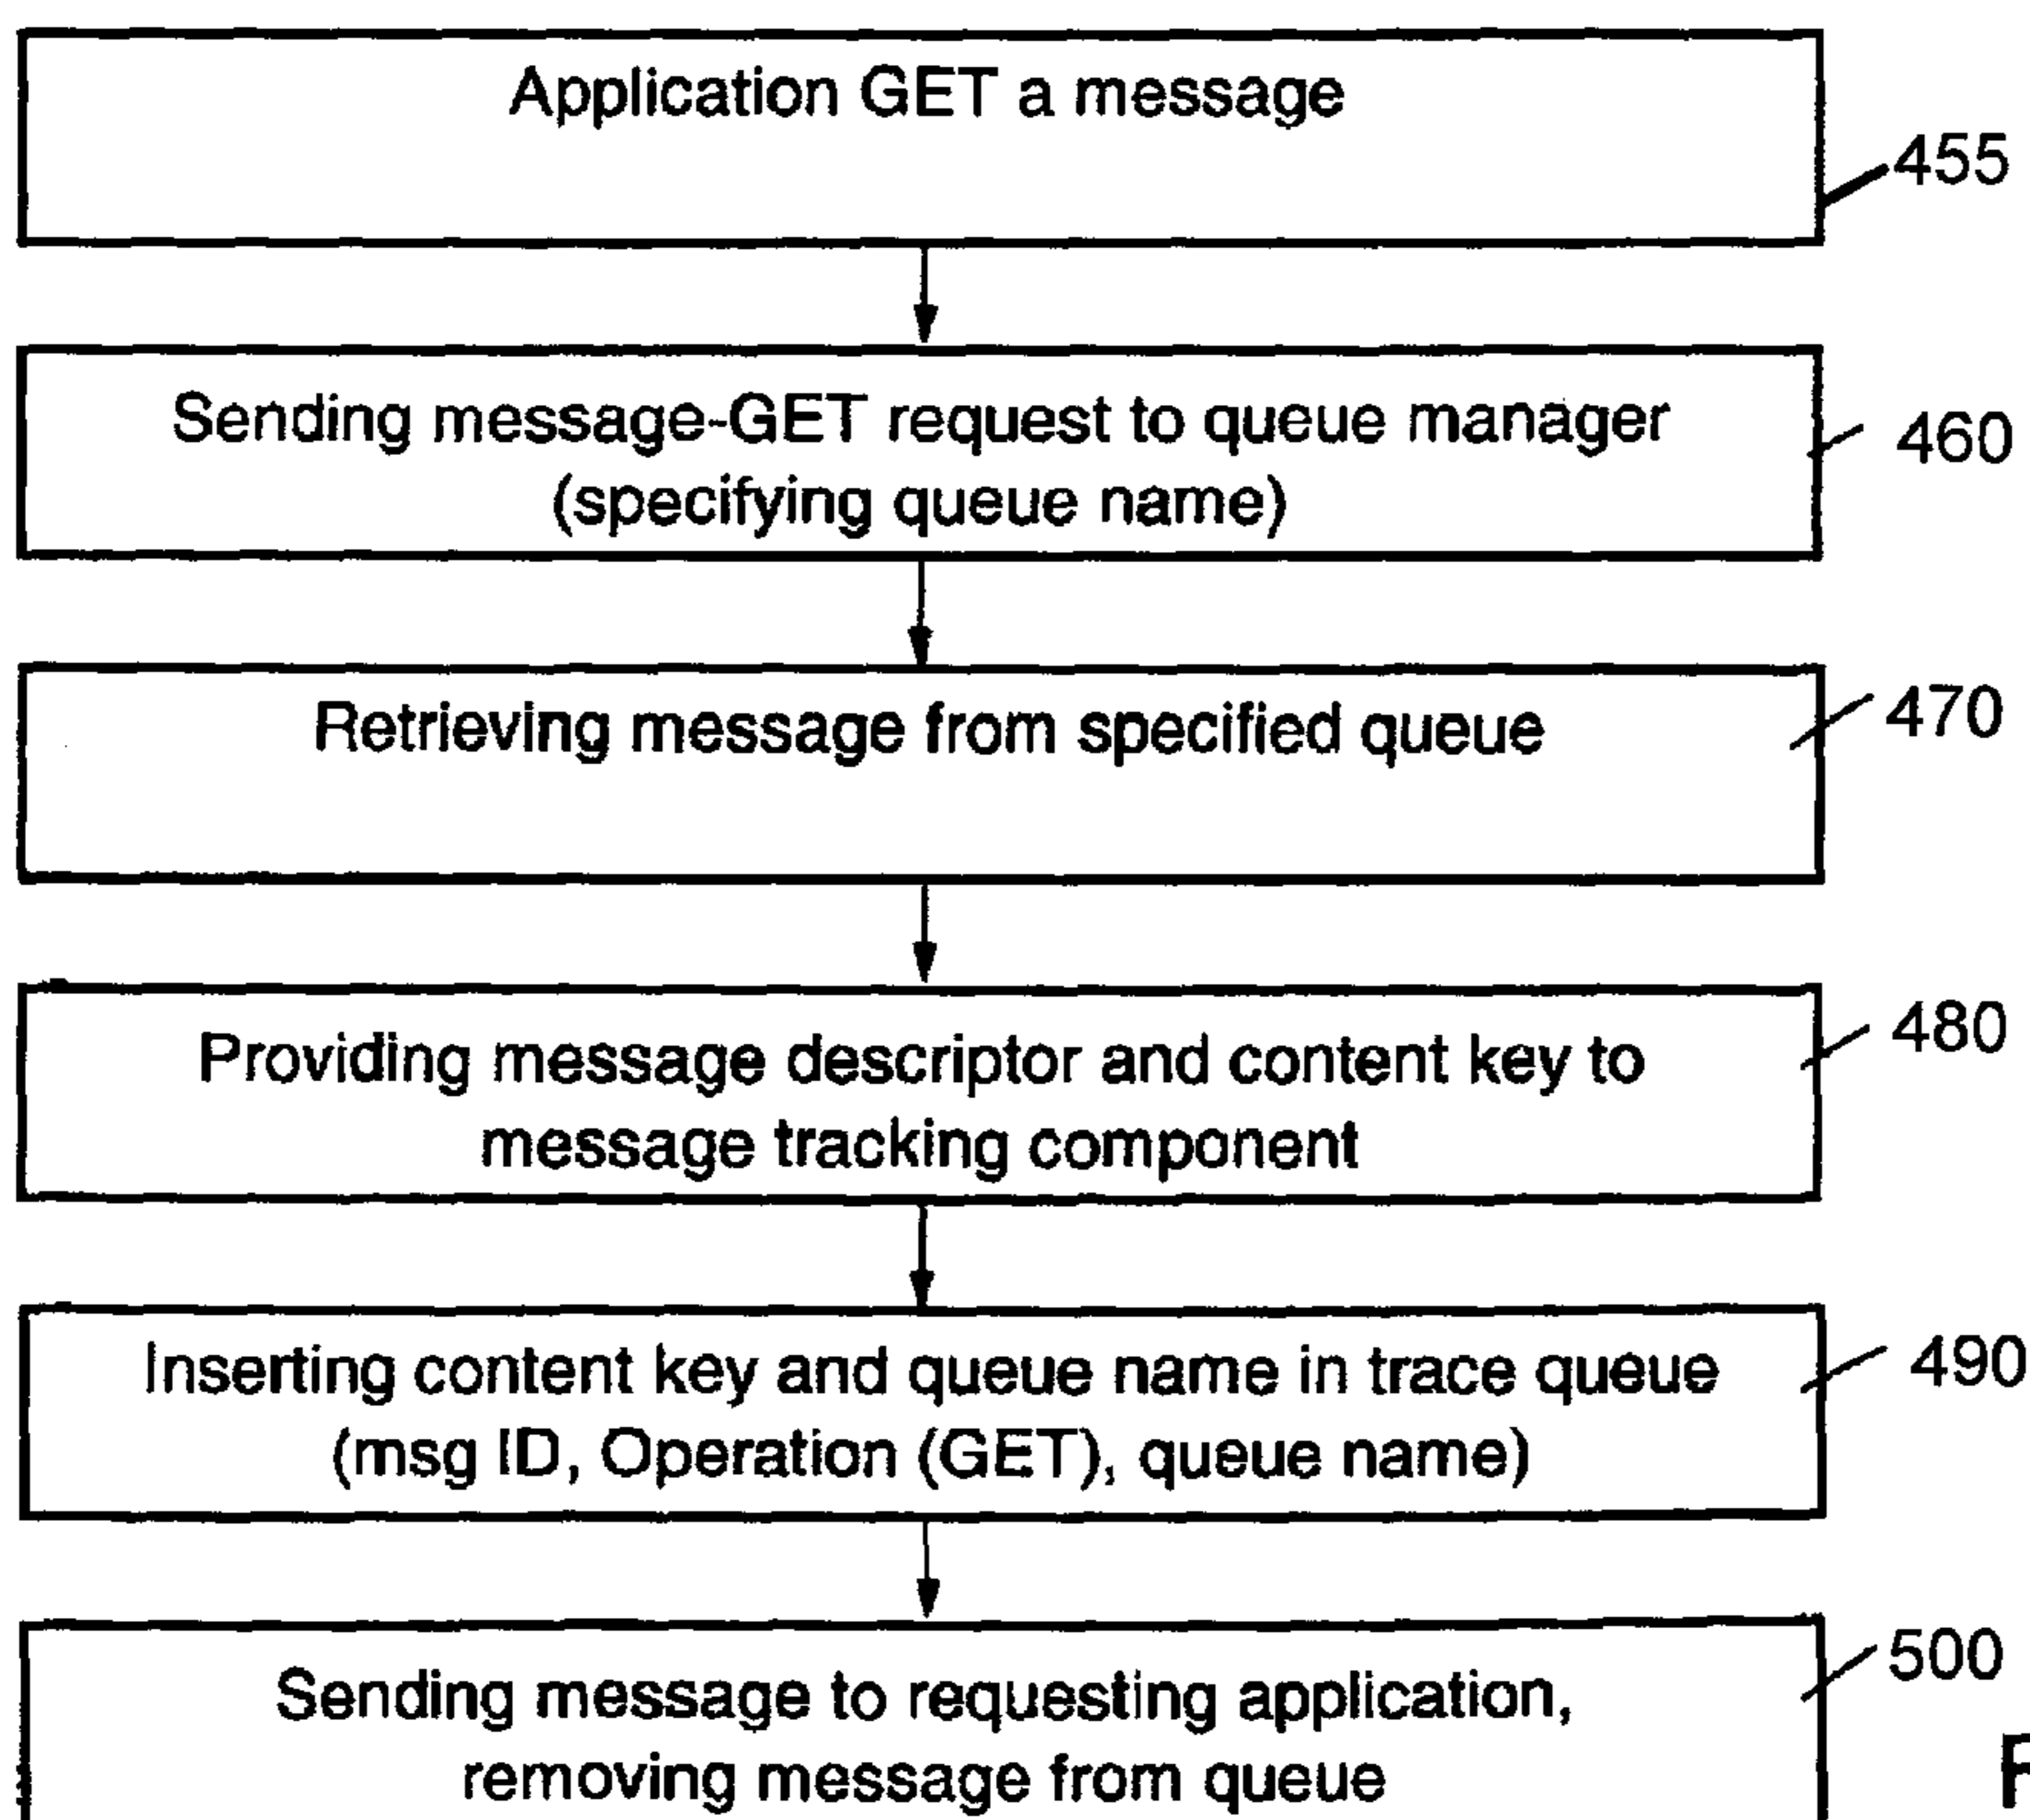 Application GET a message
455
Sending message-GET request to queue manager
(specifying queue name)
460
Retrieving message from specified queue
470
Providing message descriptor and content key to
message tracking component
480
Inserting content key and queue name in trace queue
(msg ID, Operation (GET), queue name)
490
Sending message to requesting application,
removing message from queue
500